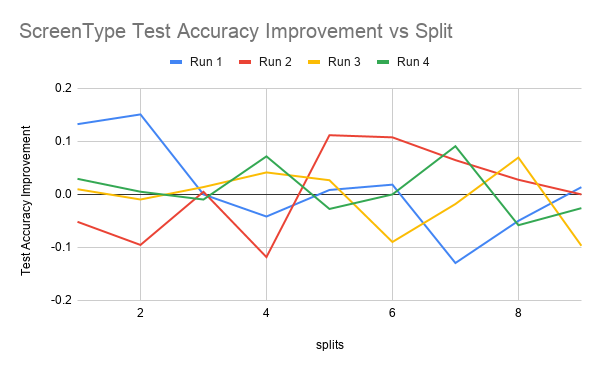 ScreenType Test Accuracy Improvement vs Split
Run 1 Run 2 Run 3 Run 4
Test Accuracy Improvement
0.2
0.1
0.0
-0.1
-0.2
2 4 6 8
splits